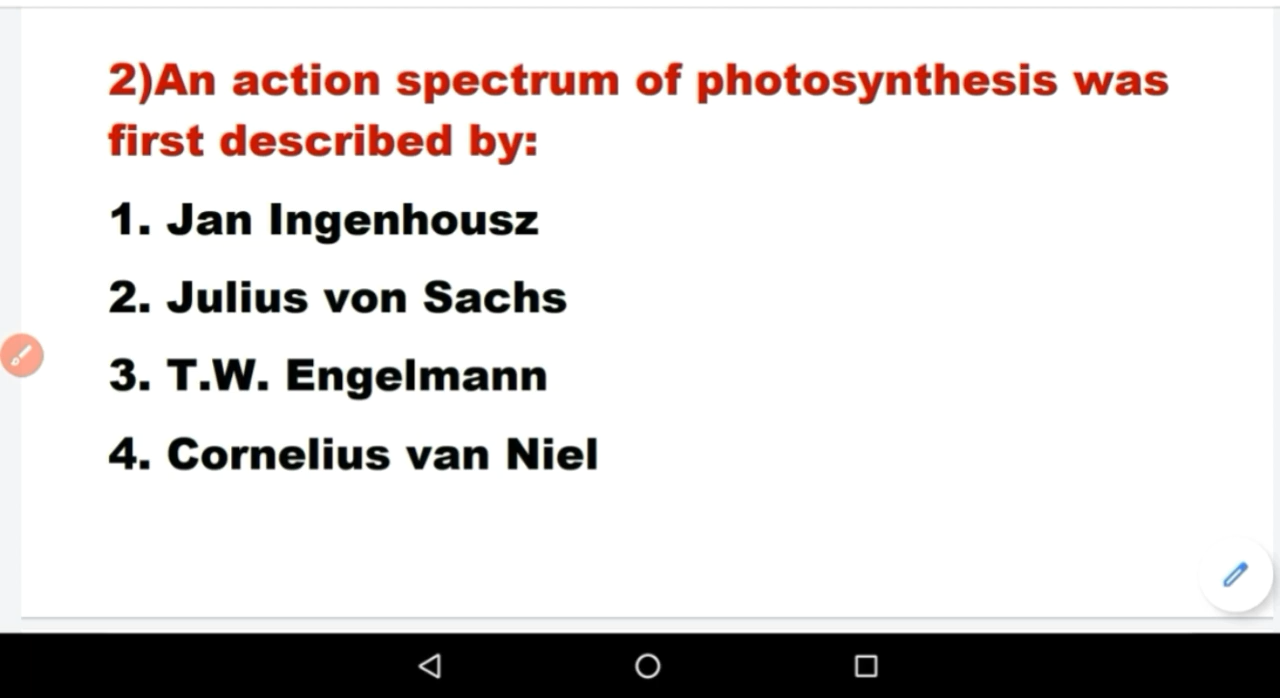 2)An action spectrum of photosynthesis was
first described by:
1. Jan Ingenhousz
2. Julius von Sachs
3. T.W. Engelmann
4. Cornelius van Niel